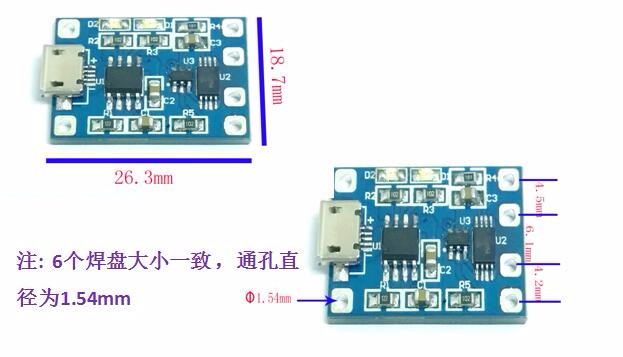 D2
D1
R4
R2
R3
C3
U3
+
U1
U2
C2
R1
C1
R5
18.7mm
26.3mm
D2
D1
R4
R2
R3
C3
U3
+
U1
U2
C2
R1
C1
R5
4.5mm
6.1mm
4.2mm
Φ1.54mm
注: 6个焊盘大小一致，通孔直
径为1.54mm